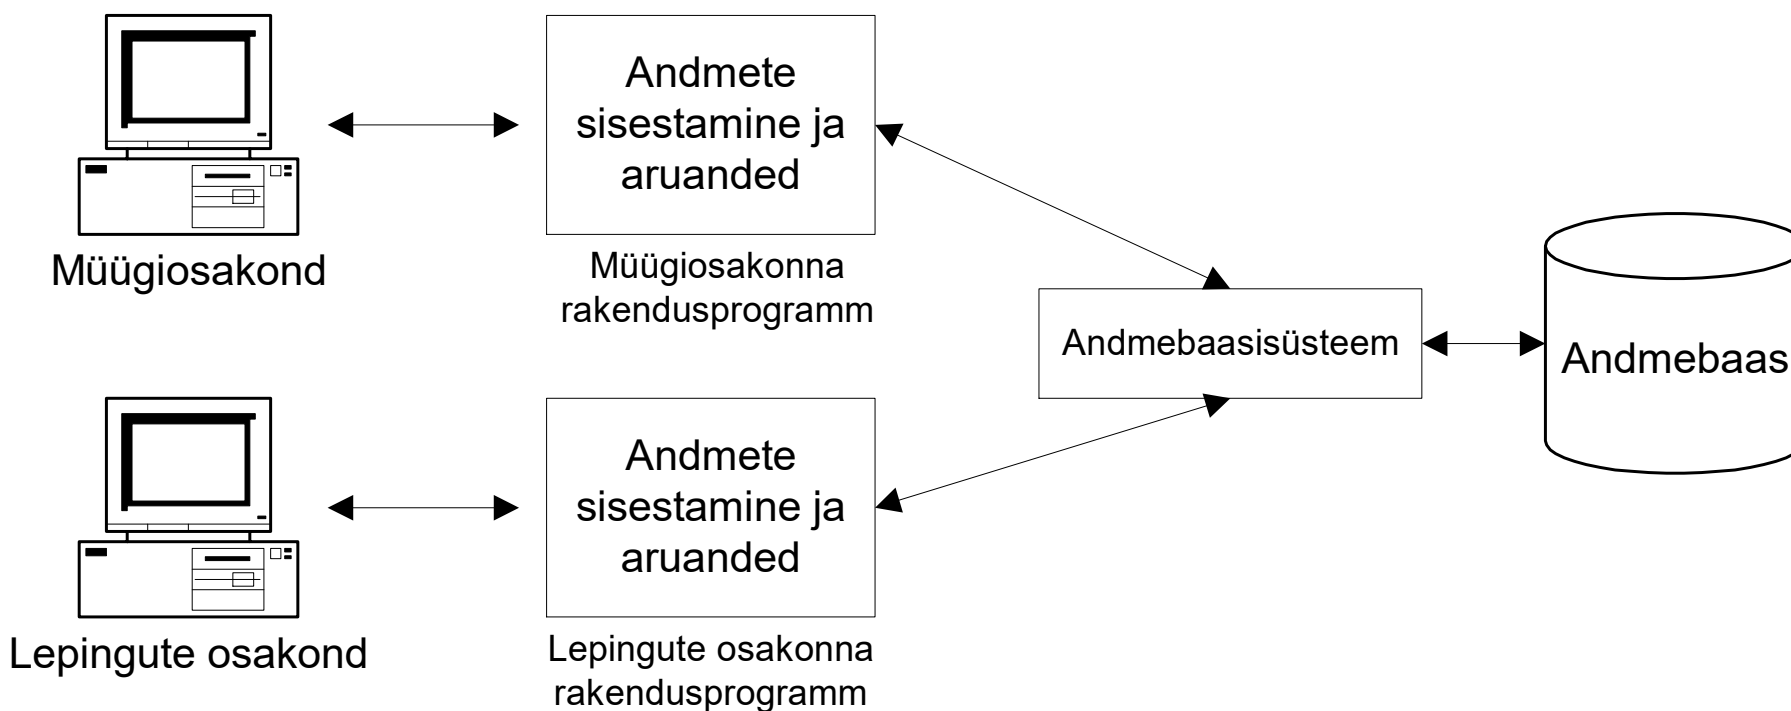 Andmete
sisestamine ja
aruanded
Müügiosakond
Müügiosakonna
rakendusprogramm
Andmebaasisüsteem
Andmebaas
Andmete
sisestamine ja
aruanded
Lepingute osakond
Lepingute osakonna
rakendusprogramm